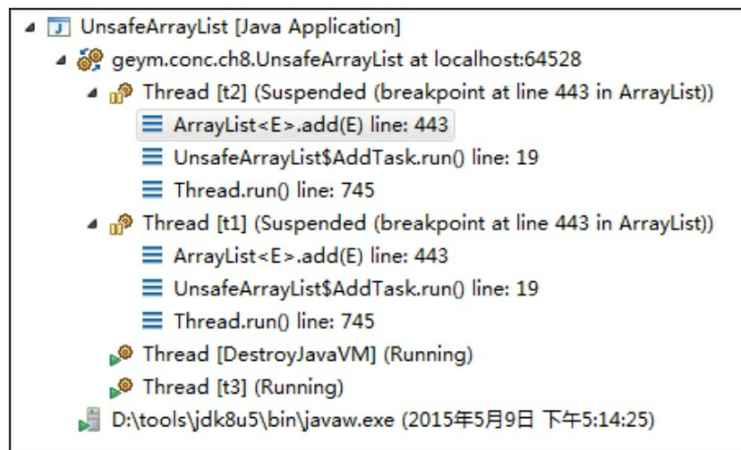 UnsafeArrayList [Java Application]
geym.conc.ch8.UnsafeArrayList at localhost:64528
Thread [t2] (Suspended (breakpoint at line 443 in ArrayList))
ArrayList<E>.add(E) line: 443
UnsafeArrayList$AddTask.run() line: 19
Thread.run() line: 745
Thread [t1] (Suspended (breakpoint at line 443 in ArrayList))
ArrayList<E>.add(E) line: 443
UnsafeArrayList$AddTask.run() line: 19
Thread.run() line: 745
Thread [DestroyJavaVM] (Running)
Thread [t3] (Running)
D:\tools\jdk8u5\bin\javaw.exe (2015年5月9日 下午5:14:25)